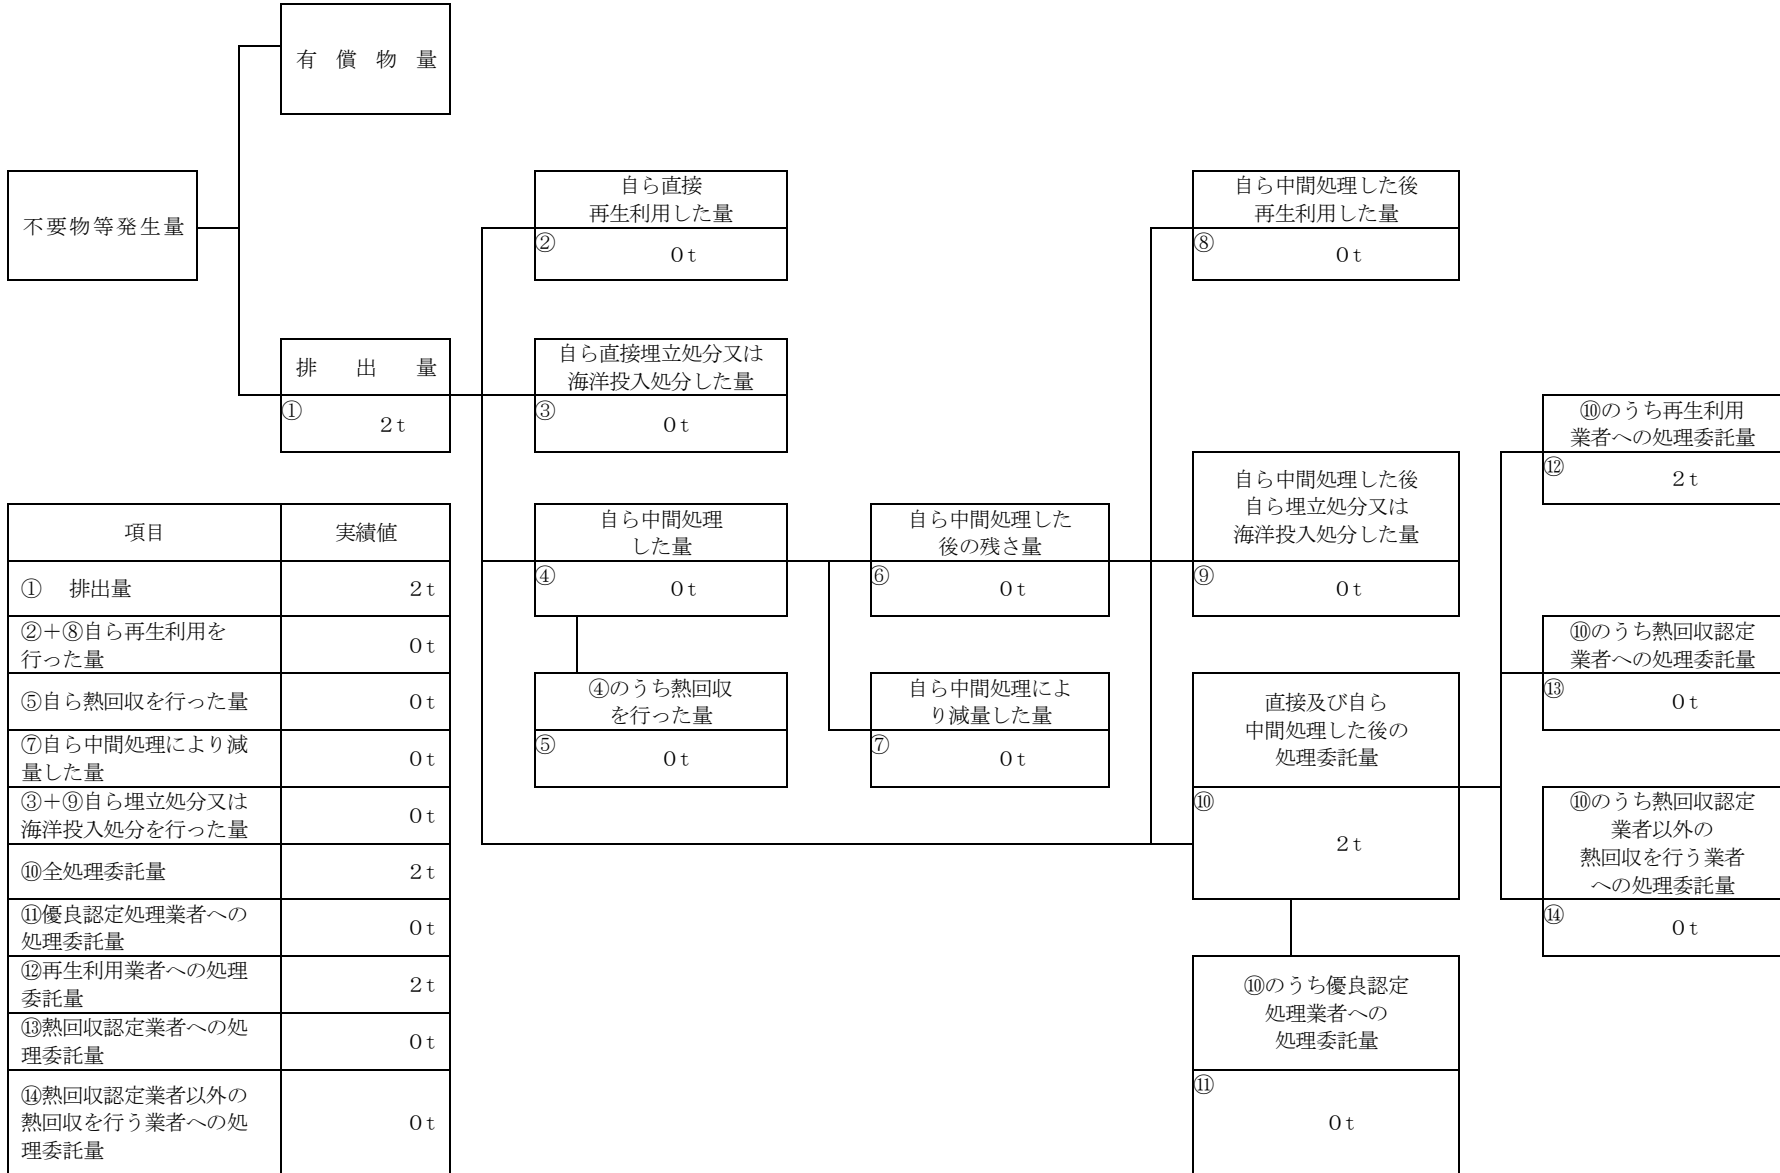 有償物量
不要物等発生量
自ら直接
再生利用した量
②
0t
自ら中間処理した後
再生利用した量
⑧
0t
排出量
①
2t
自ら直接埋立処分又は
海洋投入処分した量
③
0t
⑩のうち再生利用
業者への処理委託量
⑫
2t
自ら中間処理
した量
④
0t
自ら中間処理した
後の残さ量
⑥
0t
自ら中間処理した後
自ら埋立処分又は
海洋投入処分した量
⑨
0t
⑩のうち熱回収認定
業者への処理委託量
⑬
0t
④のうち熱回収
を行った量
⑤
0t
自ら中間処理によ
り減量した量
⑦
0t
直接及び自ら
中間処理した後の
処理委託量
⑩
2t
⑩のうち熱回収認定
業者以外の
熱回収を行う業者
への処理委託量
⑭
0t
⑩のうち優良認定
処理業者への
処理委託量
⑪
0t
項目 実績値
① 排出量 2t
②+⑧自ら再生利用を
行った量
0t
⑤自ら熱回収を行った量 0t
⑦自ら中間処理により減
量した量
0t
③+⑨自ら埋立処分又は
海洋投入処分を行った量
0t
⑩全処理委託量 2t
⑪優良認定処理業者への
処理委託量
0t
⑫再生利用業者への処理
委託量
2t
⑬熱回収認定業者への処
理委託量
0t
⑭熱回収認定業者以外の
熱回収を行う業者への処
理委託量
0t